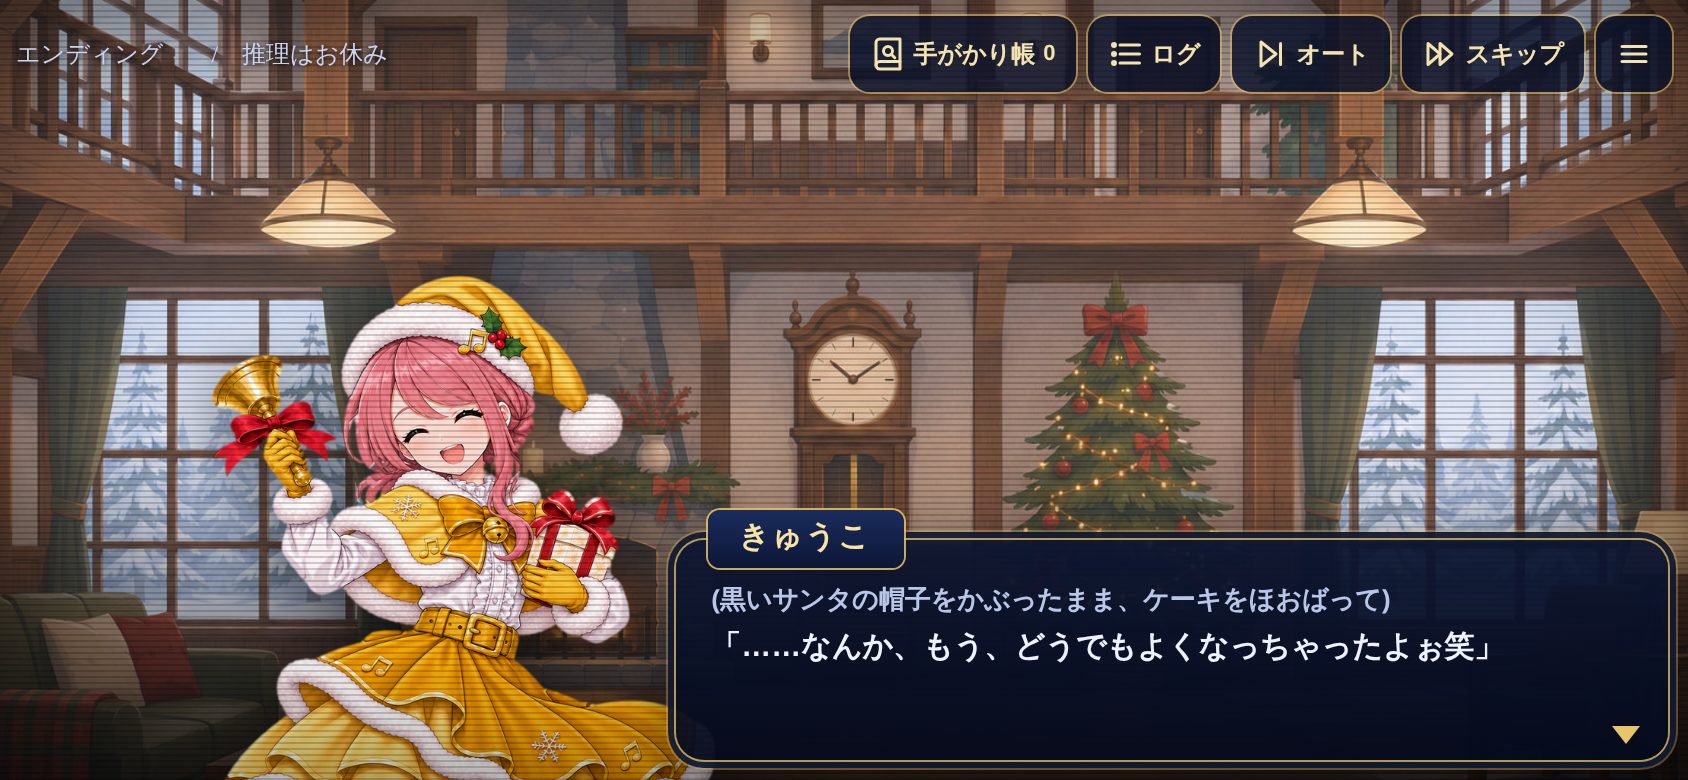 エンディング / 推理はお休み
手がかり帳 0
ログ
オート
スキップ
きゅうこ
(黒いサンタの帽子をかぶったまま、ケーキをほおばって)
「……なんか、もう、どうでもよくなっちゃったよぉ笑」